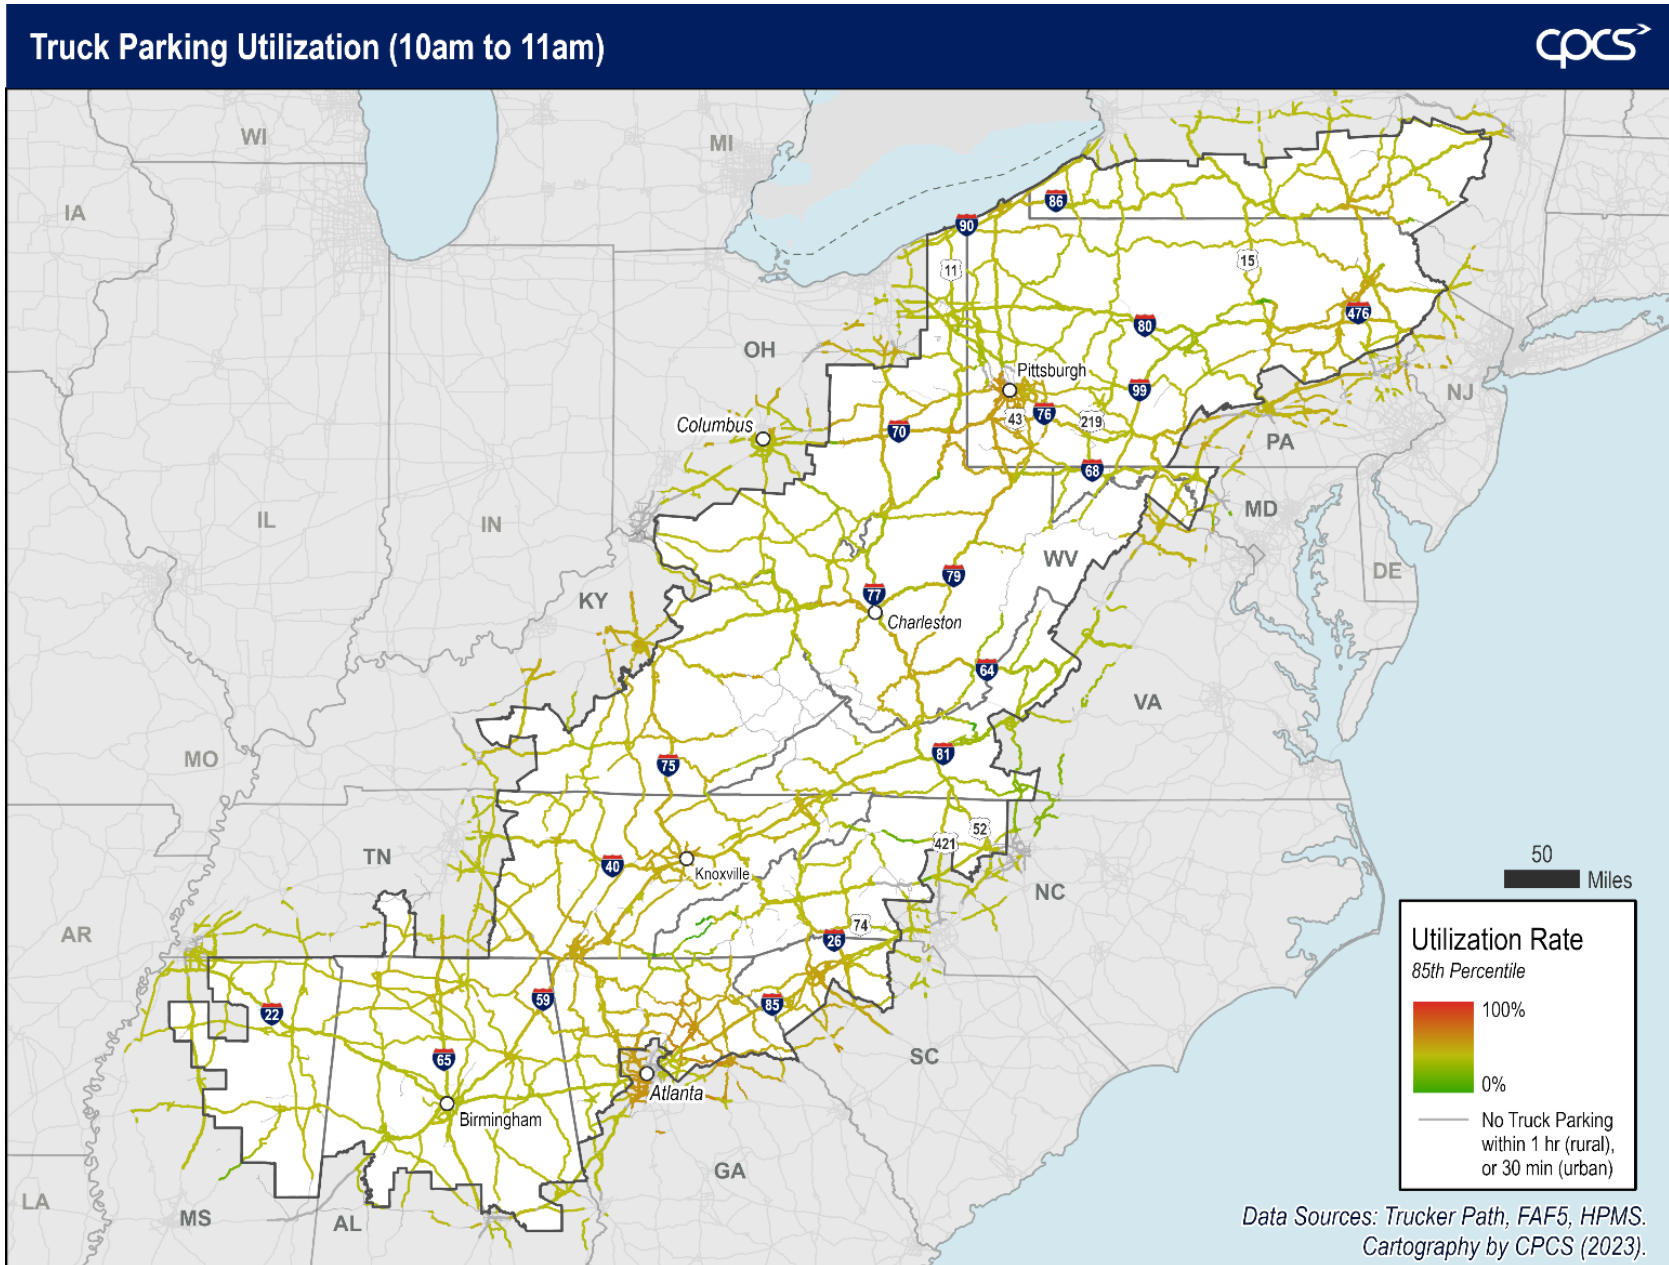 Truck Parking Utilization (10am to 11am)
cpcs
WI
MI
IA
86
90
11
15
476
80
OH
Pittsburgh
99
NJ
43
76
219
Columbus
70
PA
68
IL
IN
MD
WV
DE
79
77
KY
Charleston
64
VA
MO
81
75
52
421
TN
40
Knoxville
50
Miles
NC
74
AR
26
59
85
22
65
SC
Atlanta
Birmingham
GA
LA
MS
AL
Utilization Rate
85th Percentile
100%
0%
No Truck Parking
within 1 hr (rural),
or 30 min (urban)
Data Sources: Trucker Path, FAF5, HPMS.
Cartography by CPCS (2023).